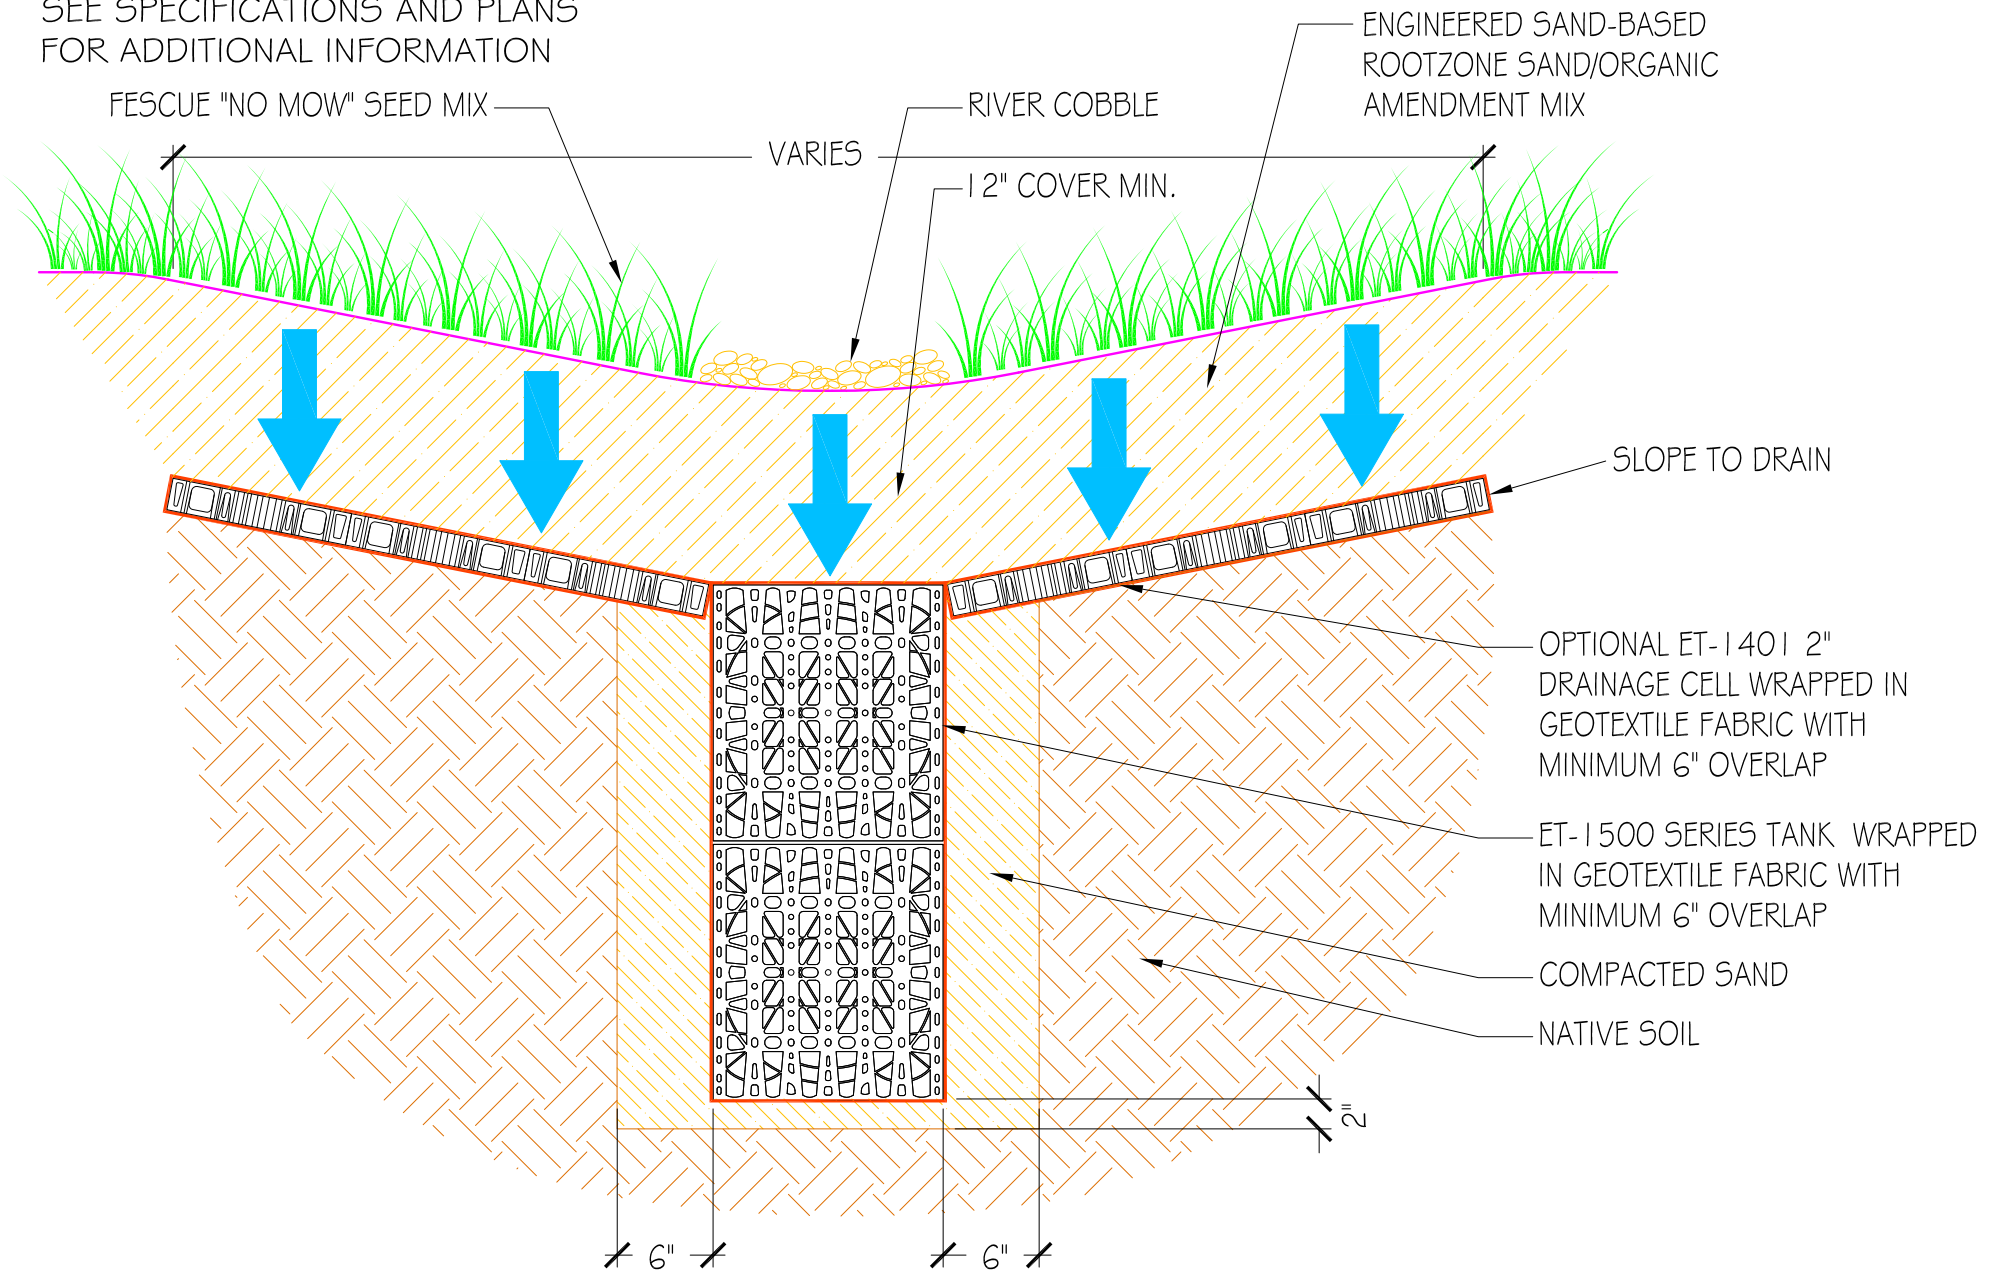 SEE SPECIFICATIONS AND PLANS
FOR ADDITIONAL INFORMATION
ENGINEERED SAND-BASED
ROOTZONE SAND/ORGANIC
AMENDMENT MIX
FESCUE "NO MOW" SEED MIX
RIVER COBBLE
VARIES
12" COVER MIN.
SLOPE TO DRAIN
OPTIONAL ET-1401 2"
DRAINAGE CELL WRAPPED IN
GEOTEXTILE FABRIC WITH
MINIMUM 6" OVERLAP
ET-1500 SERIES TANK WRAPPED
IN GEOTEXTILE FABRIC WITH
MINIMUM 6" OVERLAP
COMPACTED SAND
NATIVE SOIL
2"
6"
6"